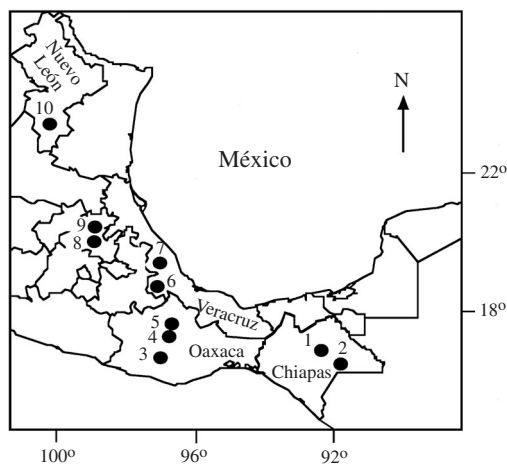 Nuevo
León
10
N
México
22º
9
8
7
6
Veracruz
18º
5
4
3
Oaxaca
1
2
Chiapas
100º
96º
92º